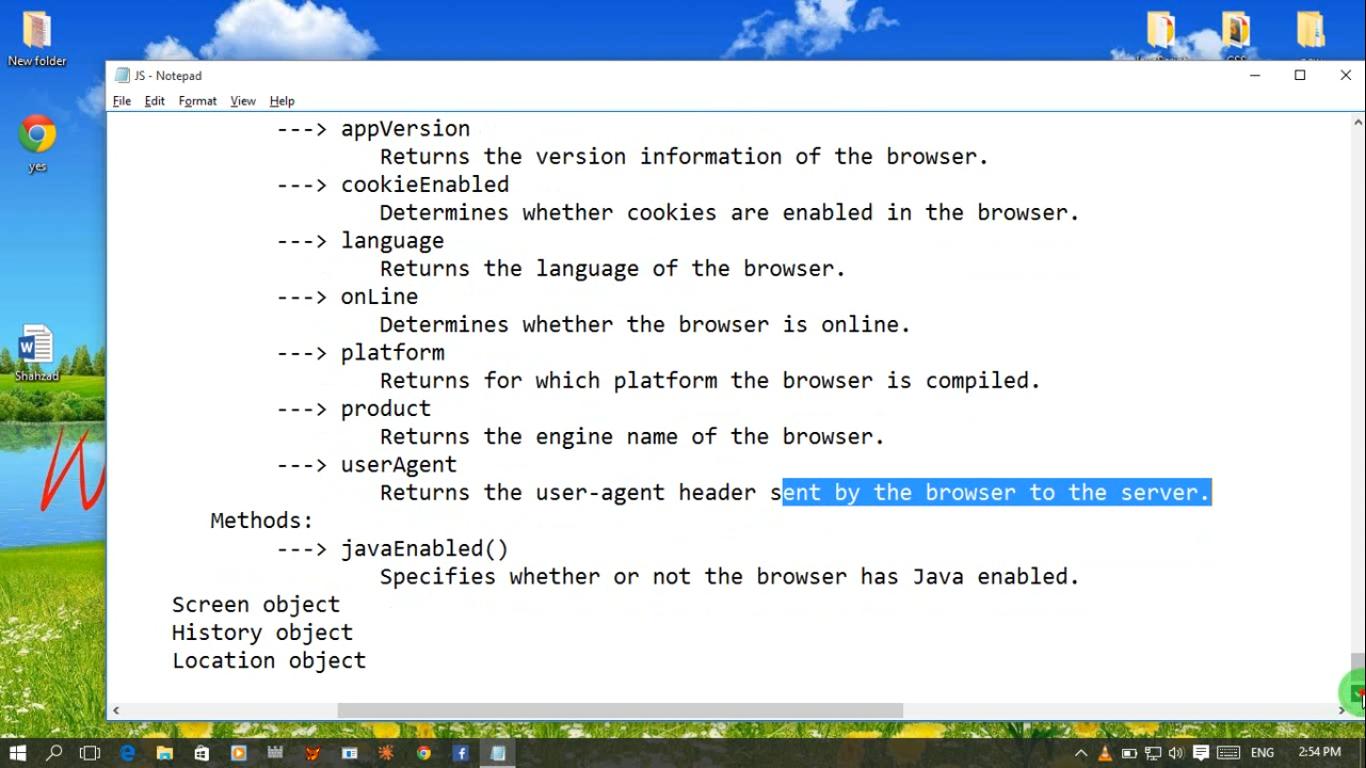 New folder
yes
Shahzad
W
JS - Notepad
File Edit Format View Help
---> appVersion
Returns the version information of the browser.
---> cookieEnabled
Determines whether cookies are enabled in the browser.
---> language
Returns the language of the browser.
---> onLine
Determines whether the browser is online.
---> platform
Returns for which platform the browser is compiled.
---> product
Returns the engine name of the browser.
---> userAgent
Returns the user-agent header sent by the browser to the server.
Methods:
---> javaEnabled()
Specifies whether or not the browser has Java enabled.
Screen object
History object
Location object
ENG
2:54 PM